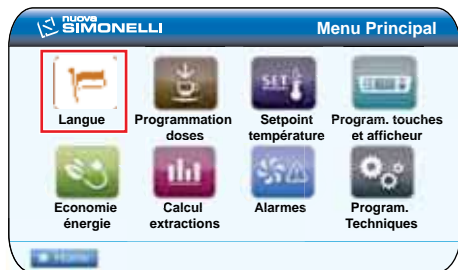 nuova
SIMONELLI
Menu Principal
Langue
Programmation
doses
SET
Setpoint
température
Program. touches
et afficheur
Economie
énergie
Calcul
extractions
Alarmes
Program.
Techniques
Home